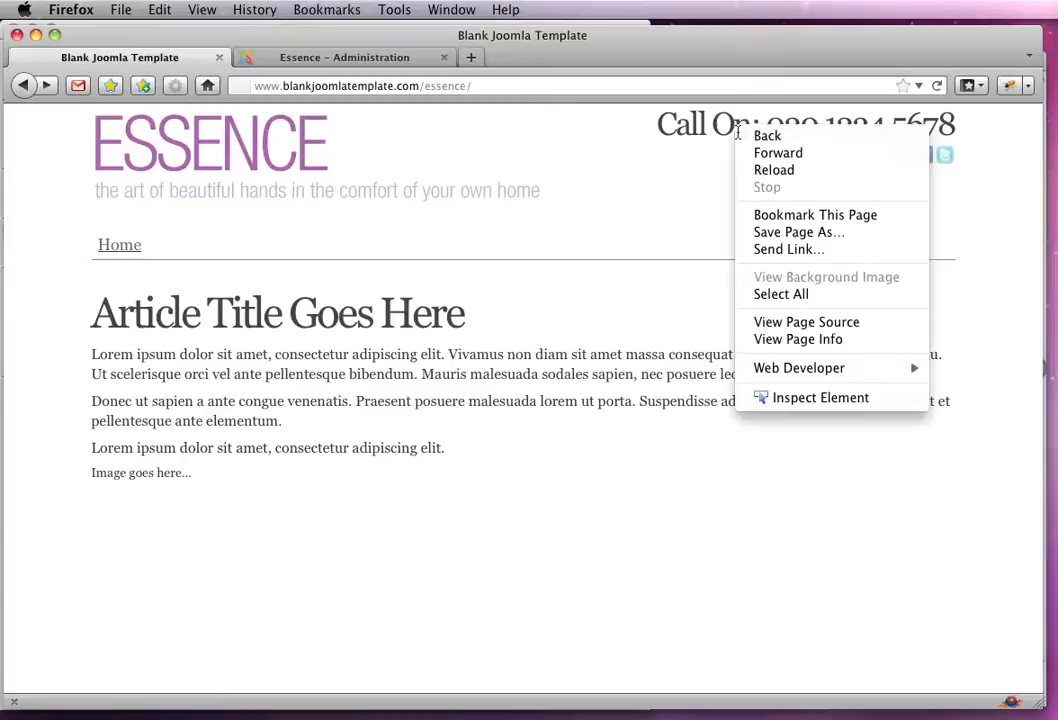 Firefox File Edit View History Bookmarks Tools Window Help
Blank Joomla Template
Blank Joomla Template Essence – Administration
www.blankjoomlatemplate.com/essence/
ESSENCE
the art of beautiful hands in the comfort of your own home
Call On: 020 1234 5678
Home
Article Title Goes Here
Lorem ipsum dolor sit amet, consectetur adipiscing elit. Vivamus non diam sit amet massa consequat u.
Ut scelerisque orci vel ante pellentesque bibendum. Mauris malesuada sodales sapien, nec posuere
Donec ut sapien a ante congue venenatis. Praesent posuere malesuada lorem ut porta. Suspendisse t et
pellentesque ante elementum.
Lorem ipsum dolor sit amet, consectetur adipiscing elit.
Image goes here...
Back
Forward
Reload
Stop
Bookmark This Page
Save Page As...
Send Link...
View Background Image
Select All
View Page Source
View Page Info
Web Developer
Inspect Element